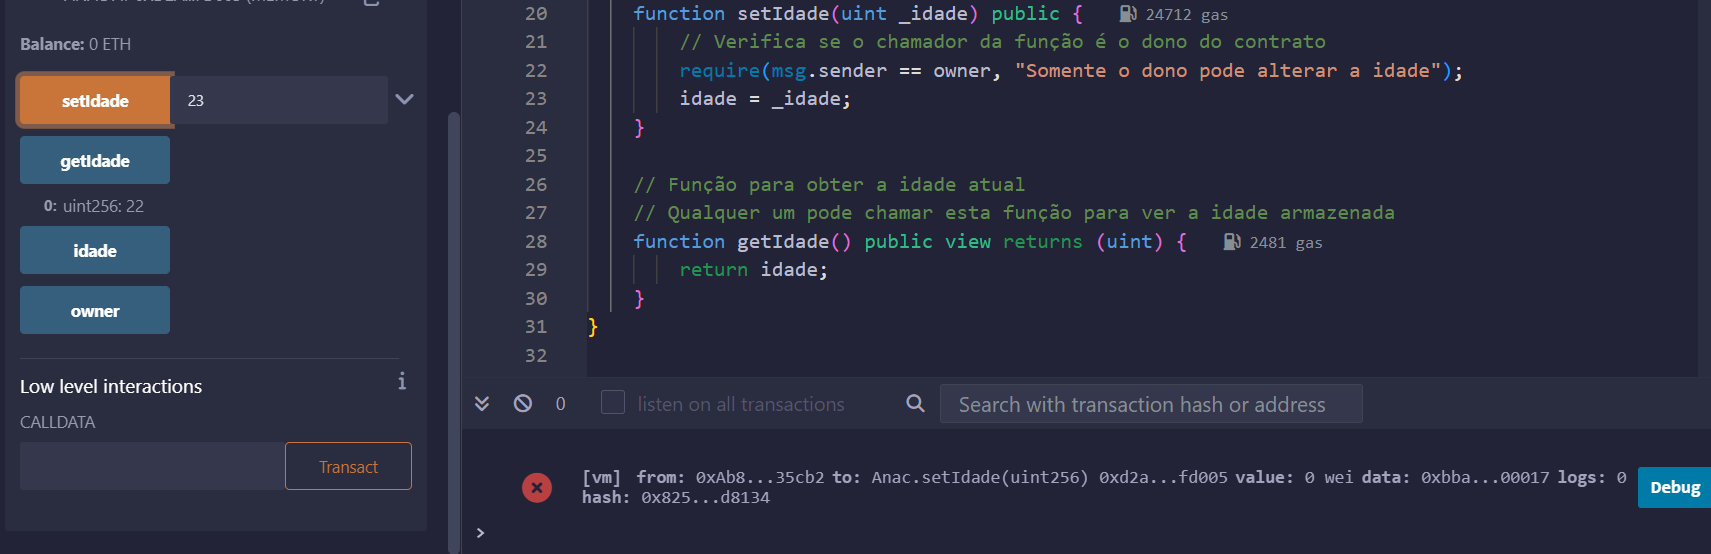 Balance: 0 ETH
setIdade
23
getIdade
0: uint256: 22
idade
owner
Low level interactions
i
CALLDATA
Transact
20 function setIdade(uint _idade) public { 24712 gas
21 // Verifica se o chamador da função é o dono do contrato
22 require(msg.sender == owner, "Somente o dono pode alterar a idade");
23 idade = _idade;
24 }
25
26 // Função para obter a idade atual
27 // Qualquer um pode chamar esta função para ver a idade armazenada
28 function getIdade() public view returns (uint) { 2481 gas
29 return idade;
30 }
31 }
32
0 listen on all transactions Search with transaction hash or address
[vm] from: 0xAb8...35cb2 to: Anac.setIdade(uint256) 0xd2a...fd005 value: 0 wei data: 0xbba...00017 logs: 0
hash: 0x825...d8134
Debug
>